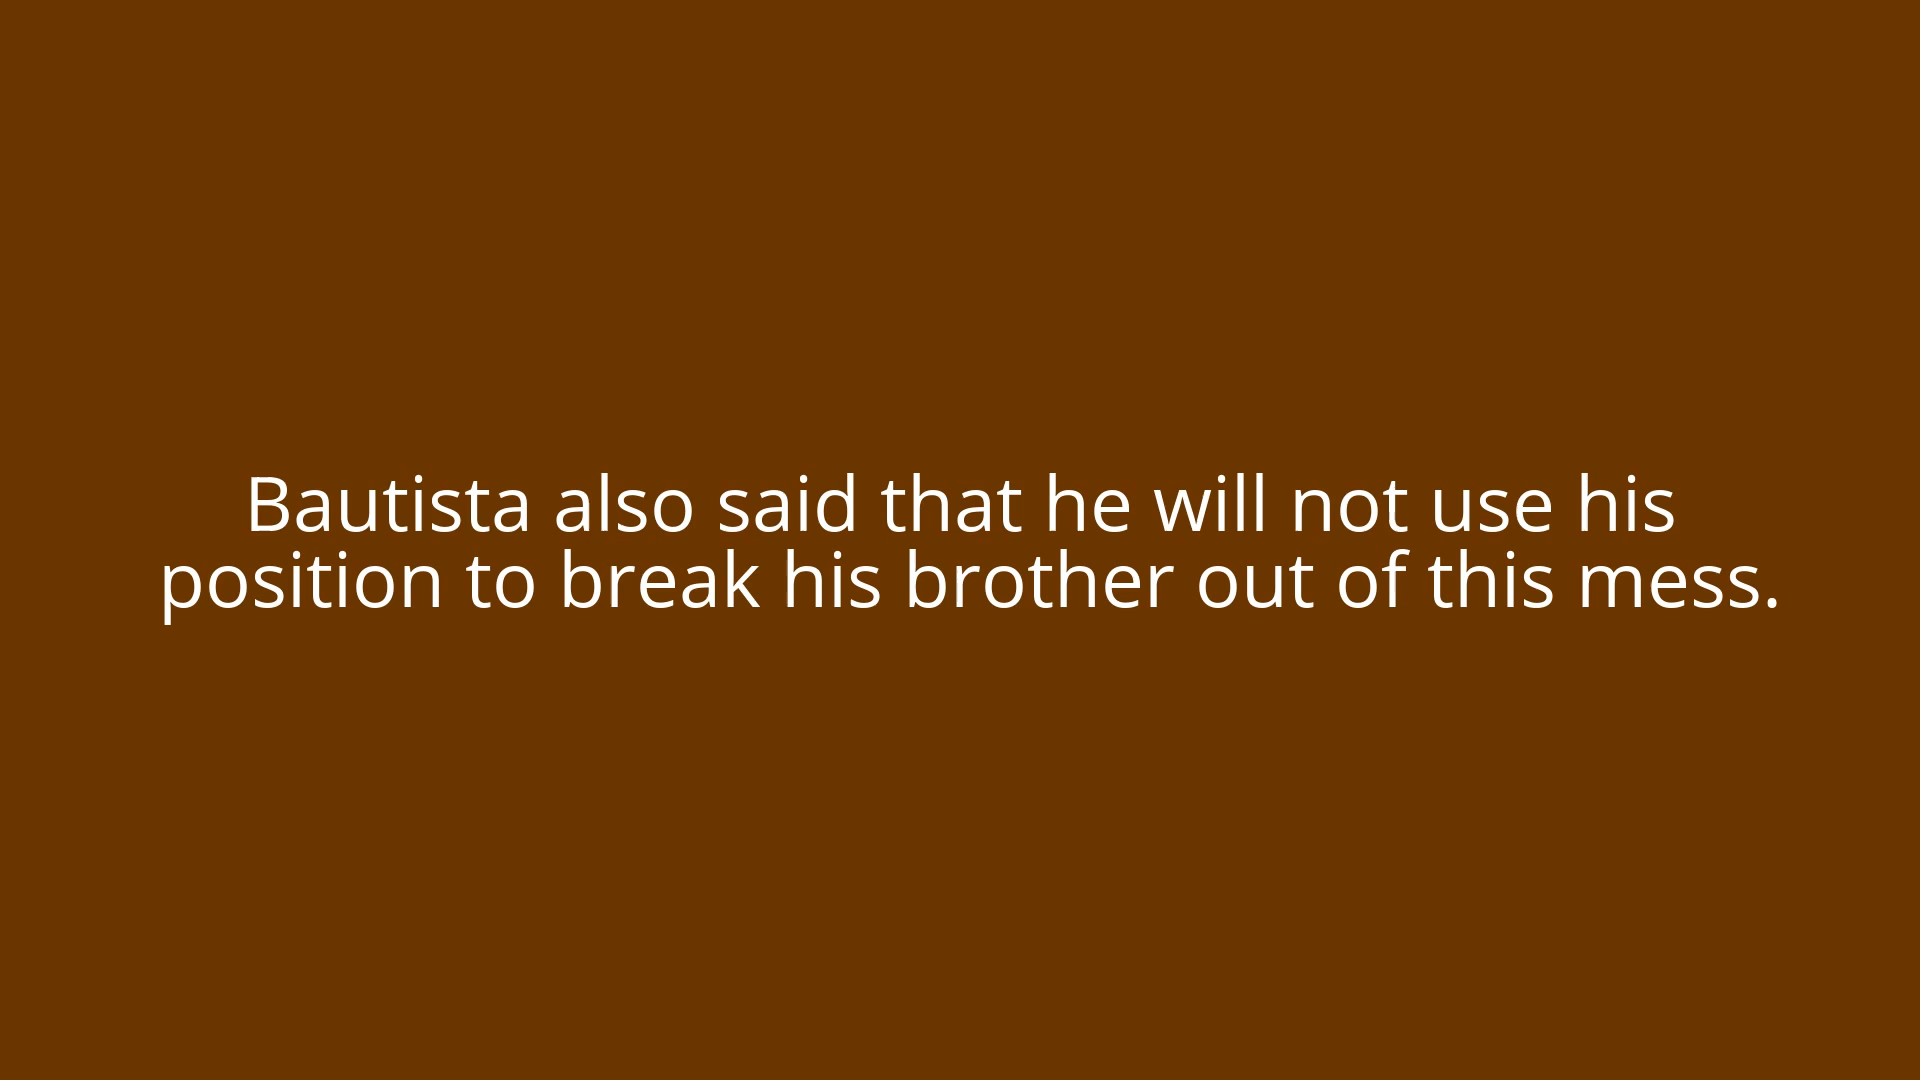 Bautista also said that he will not use his
position to break his brother out of this mess.